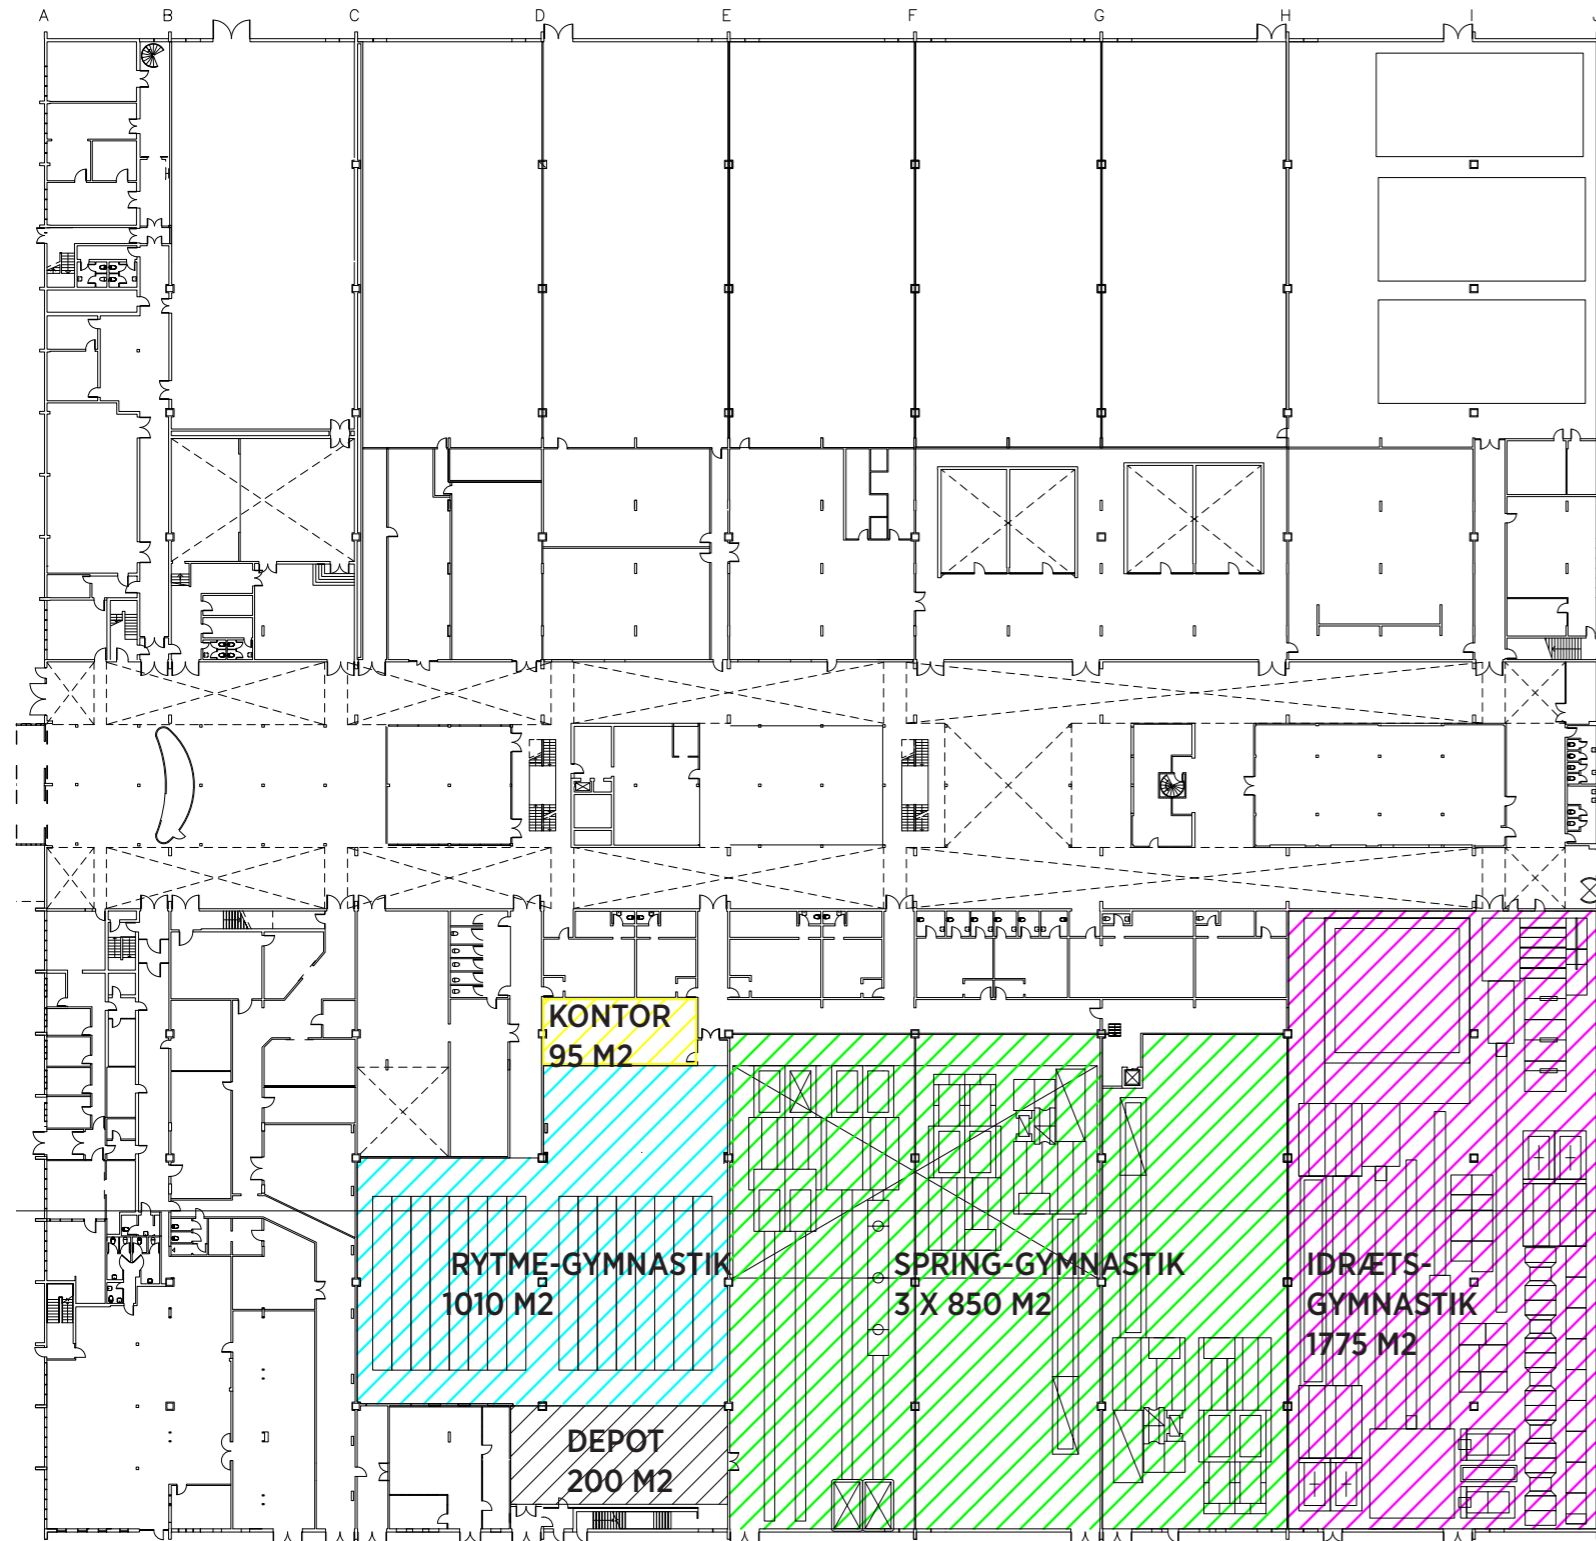 A B C D E F G H I J
KONTOR
95 M2
RYTME-GYMNASTIK
1010 M2
SPRING-GYMNASTIK
3 X 850 M2
IDRÆTS-
GYMNASTIK
1775 M2
DEPOT
200 M2